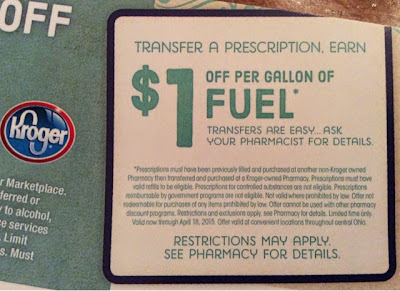 OFF
Kroger
r Marketplace.
ferred or
y to alcohol,
e services
. Limit
s. Must
TRANSFER A PRESCRIPTION, EARN
$1 OFF PER GALLON OF
FUEL*
TRANSFERS ARE EASY... ASK
YOUR PHARMACIST FOR DETAILS.
*Prescriptions must have been previously filled and purchased at another non-Kroger owned
Pharmacy then transferred and purchased at a Kroger-owned Pharmacy. Prescriptions must have
valid refills to be eligible. Prescriptions for controlled substances are not eligible. Prescriptions
reimbursable by government programs are not eligible. Not valid where prohibited by law. Offer not
redeemable for purchases of any items prohibited by law. Offer cannot be used with other pharmacy
discount programs. Restrictions and exclusions apply, see Pharmacy for details. Limited time only.
Valid now through April 18, 2015. Offer valid at convenient locations throughout central Ohio.
RESTRICTIONS MAY APPLY.
SEE PHARMACY FOR DETAILS.